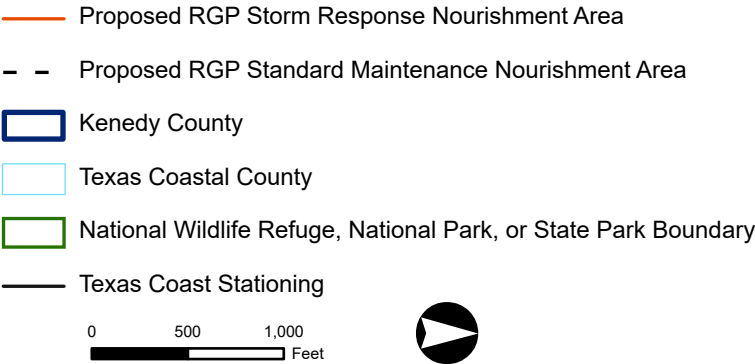 Proposed RGP Storm Response Nourishment Area
Proposed RGP Standard Maintenance Nourishment Area
Kenedy County
Texas Coastal County
National Wildlife Refuge, National Park, or State Park Boundary
Texas Coast Stationing
0 500 1,000
Feet